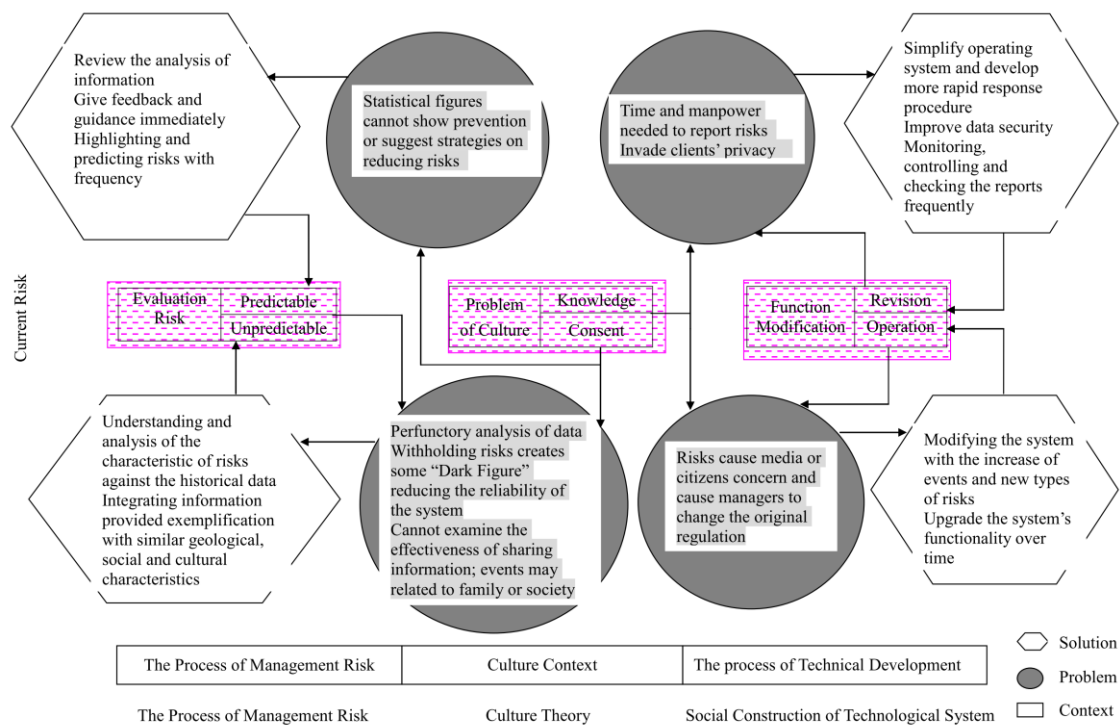 Review the analysis of
information
Give feedback and
guidance immediately
Highlighting and
predicting risks with
frequency
Statistical figures
cannot show prevention
or suggest strategies on
reducing risks
Time and manpower
needed to report risks
Invade clients’ privacy
Simplify operating
system and develop
more rapid response
procedure
Improve data security
Monitoring,
controlling and
checking the reports
frequently
Current Risk
Evaluation
Risk
Predictable
Unpredictable
Problem
of Culture
Knowledge
Consent
Function
Modification
Revision
Operation
Understanding and
analysis of the
characteristic of risks
against the historical data
Integrating information
provided exemplification
with similar geological,
social and cultural
characteristics
Perfunctory analysis of data
Withholding risks creates
some “Dark Figure”
reducing the reliability of
the system
Cannot examine the
effectiveness of sharing
information; events may
related to family or society
Risks cause media or
citizens concern and
cause managers to
change the original
regulation
Modifying the system
with the increase of
events and new types
of risks
Upgrade the system’s
functionality over
time
The Process of Management Risk
Culture Context
The process of Technical Development
The Process of Management Risk
Culture Theory
Social Construction of Technological System
Solution
Problem
Context